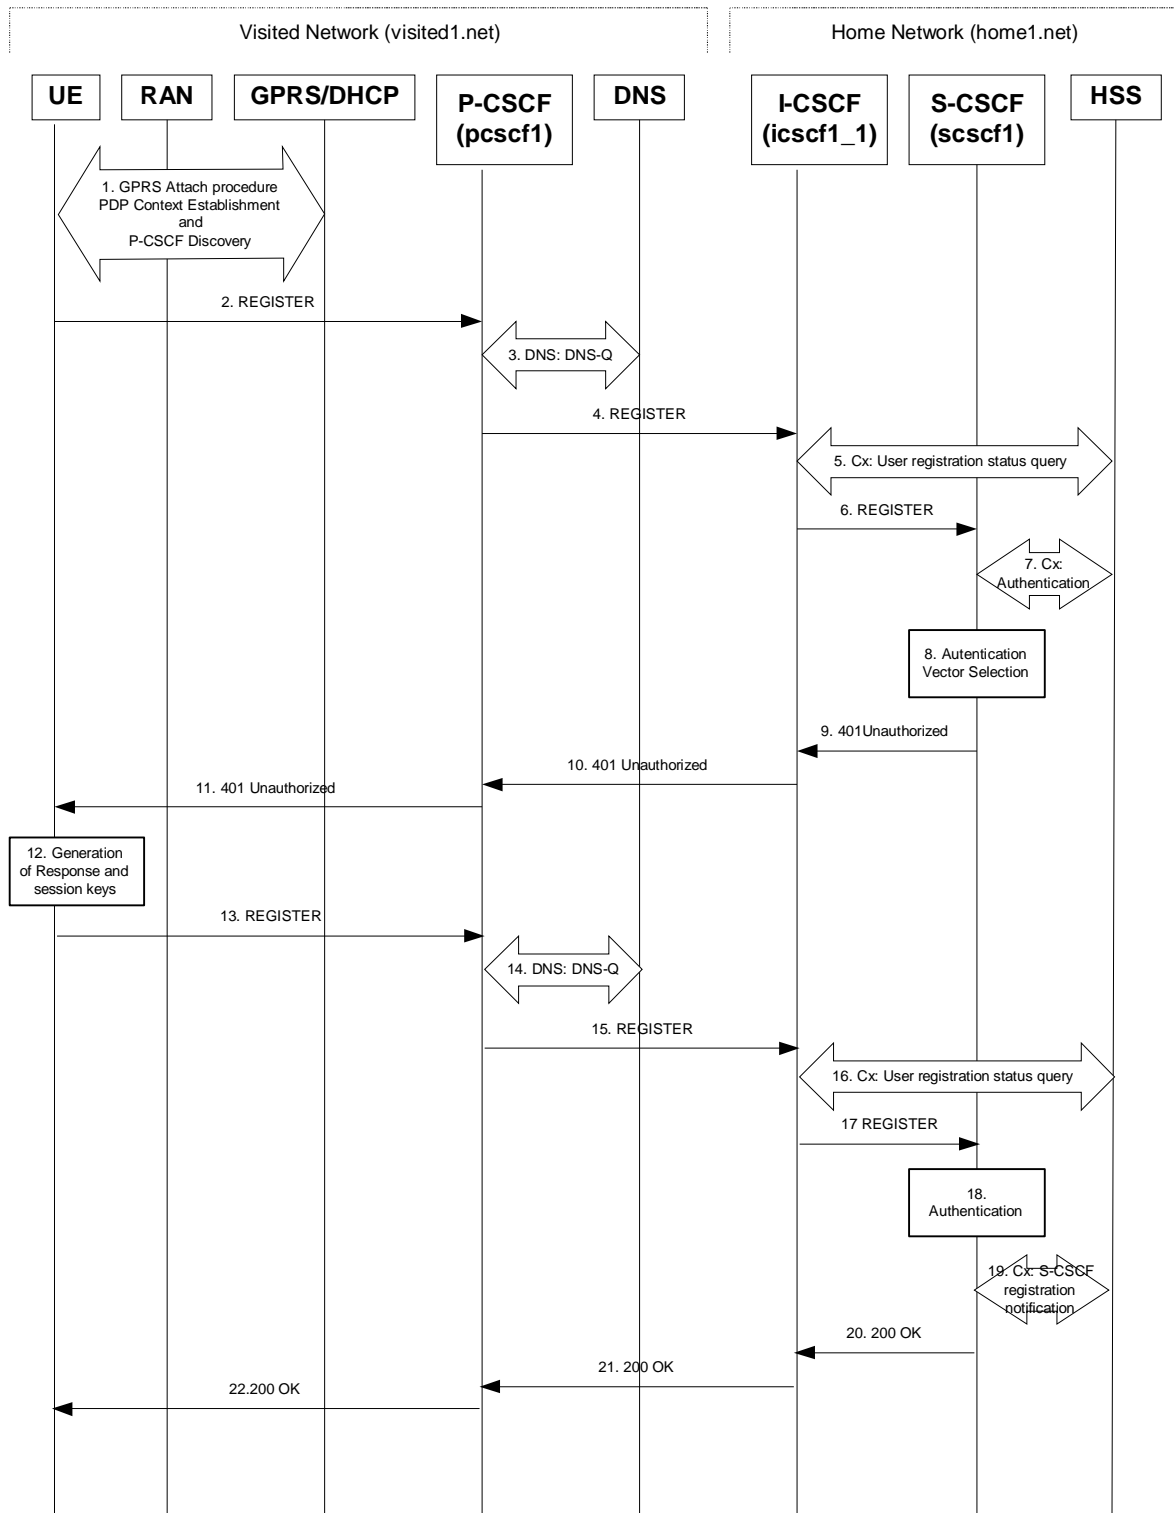 Visited Network (visited1.net)
Home Network (home1.net)
UE
RAN
GPRS/DHCP
P-CSCF
(pcscf1)
DNS
I-CSCF
(icscf1_1)
S-CSCF
(scscf1)
HSS
1. GPRS Attach procedure
PDP Context Establishment
and
P-CSCF Discovery
2. REGISTER
3. DNS: DNS-Q
4. REGISTER
5. Cx: User registration status query
6. REGISTER
7. Cx:
Authentication
8. Autentication
Vector Selection
9. 401Unauthorized
10. 401 Unauthorized
11. 401 Unauthorized
12. Generation
of Response and
session keys
13. REGISTER
14. DNS: DNS-Q
15. REGISTER
16. Cx: User registration status query
17 REGISTER
18.
Authentication
19. Cx: S-CSCF
registration
notification
20. 200 OK
21. 200 OK
22.200 OK